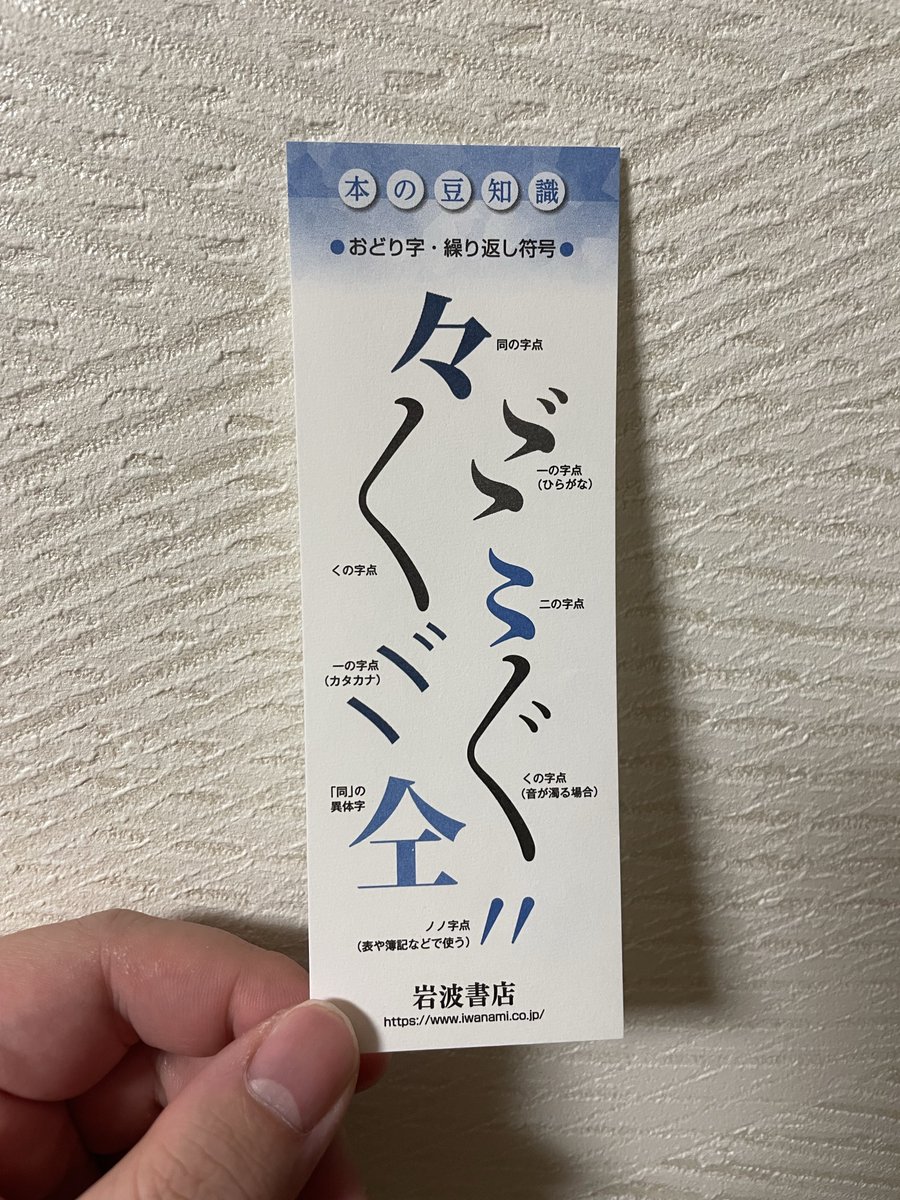 本の豆知識
●おどり字・繰り返し符号●
々
同の字点
ゞ
ゝ
一の字点
(ひらがな)
〱
くの字点
〻
二の字点
ヾ
ヽ
一の字点
(カタカナ)
〲
くの字点
(音が濁る場合)
「同」の
異体字
仝
ノノ字点
(表や簿記などで使う)
〃
岩波書店
https://www.iwanami.co.jp/